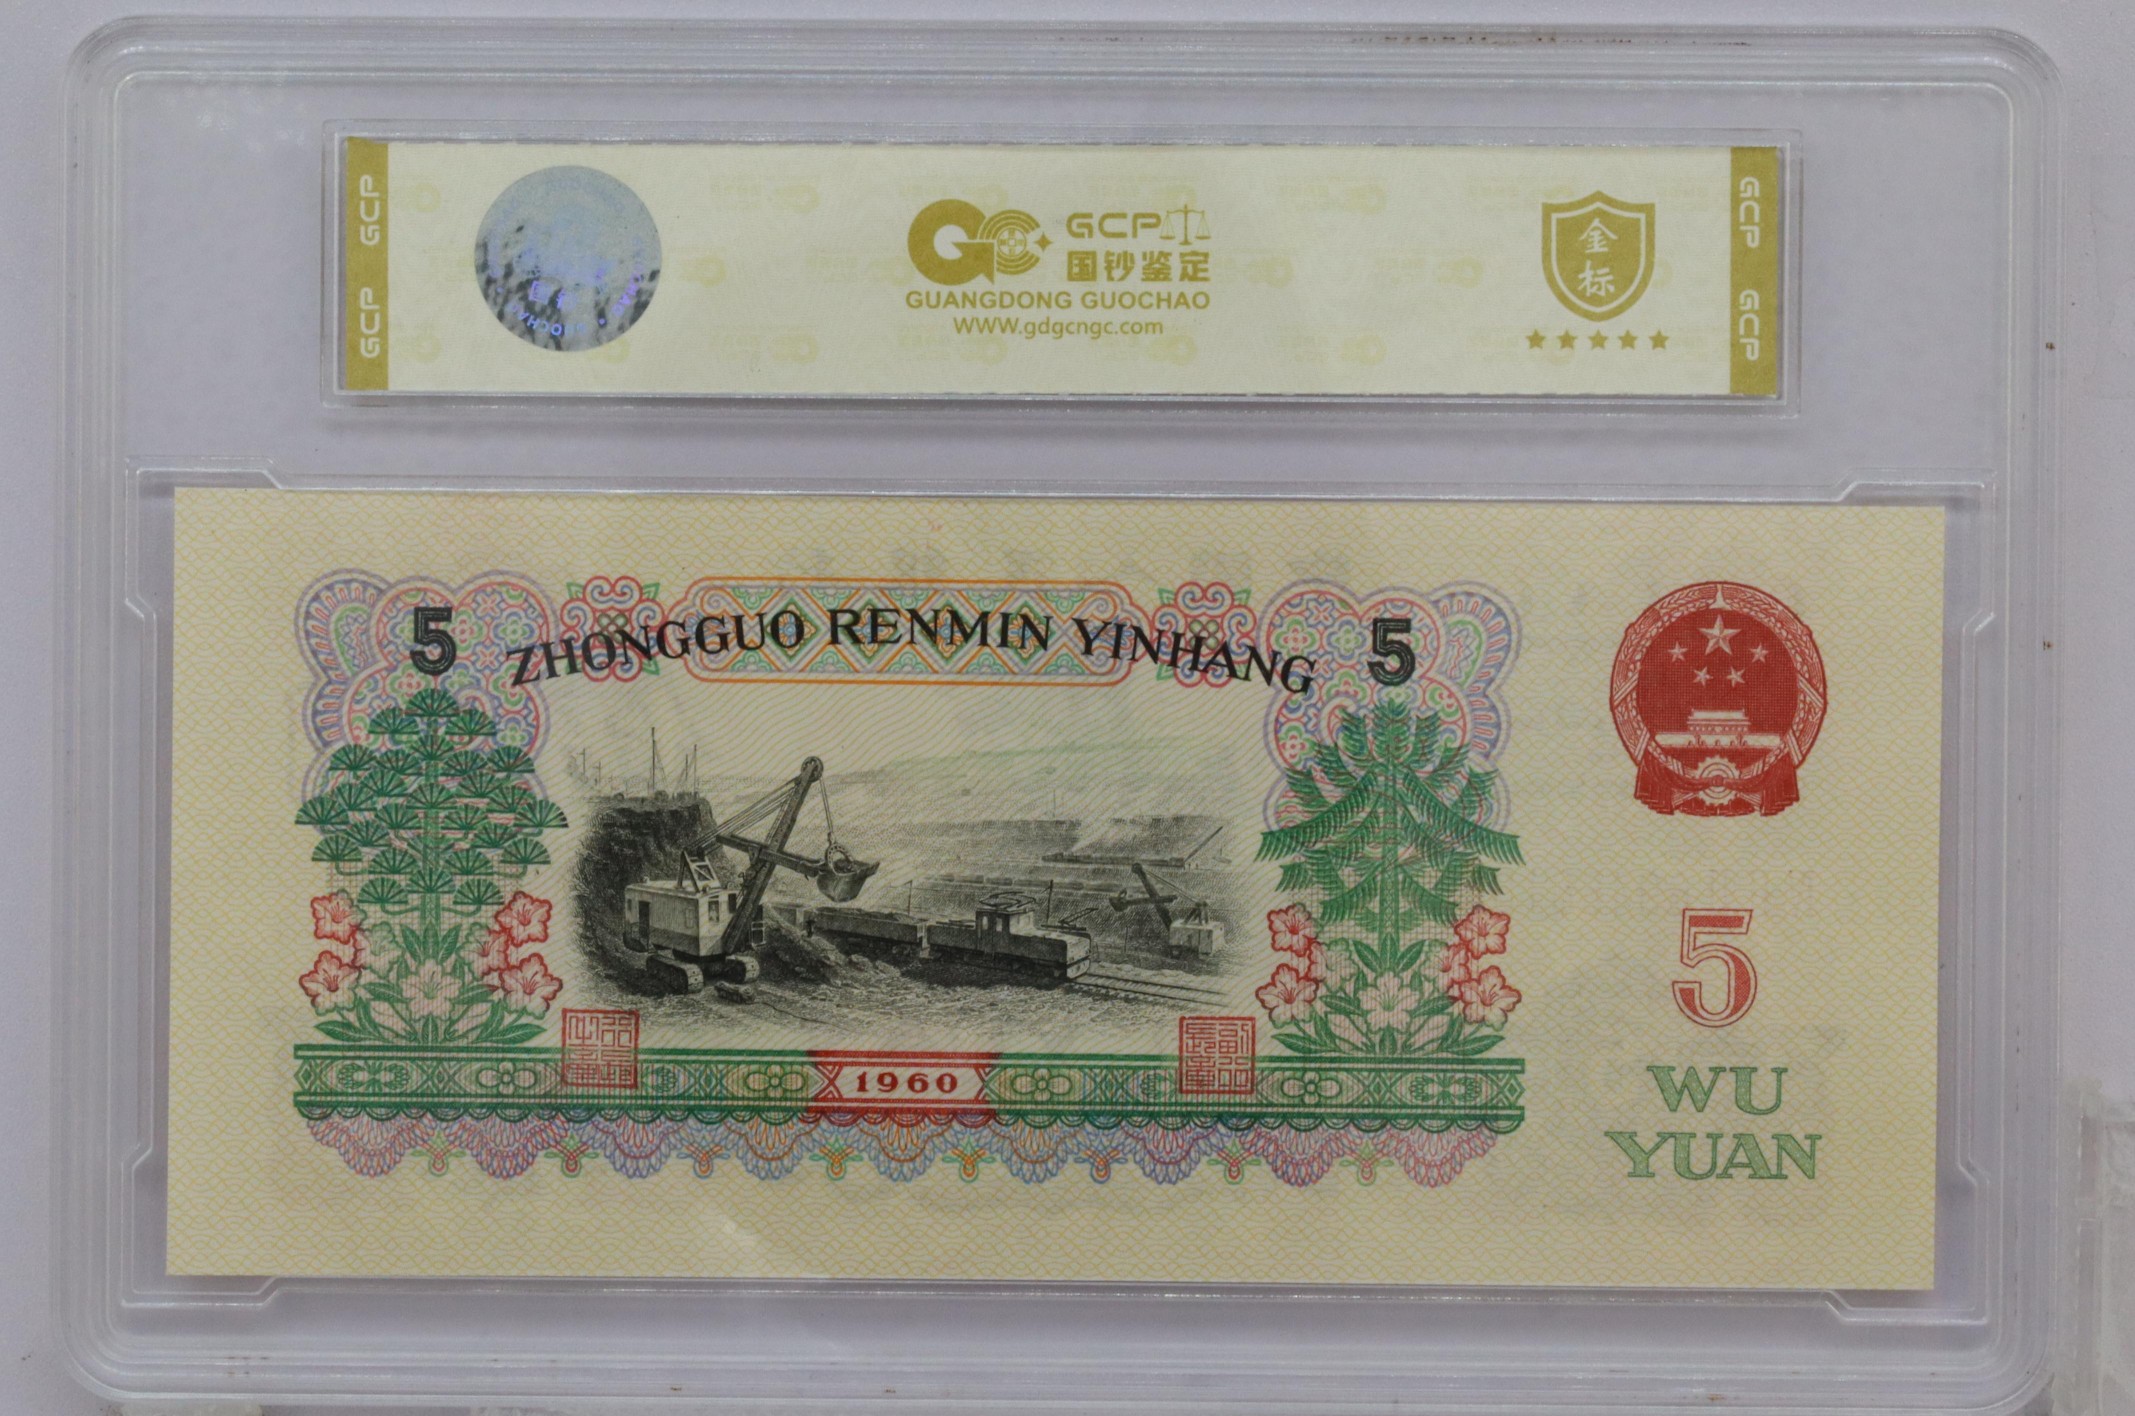 GCP
GCP
GCP
国钞鉴定
GUANGDONG GUOCHAO
WWW.gdgcngc.com
金
标
GCP
GCP
5
ZHONGGUO RENMIN YINHANG
5
1960
5
WU
YUAN